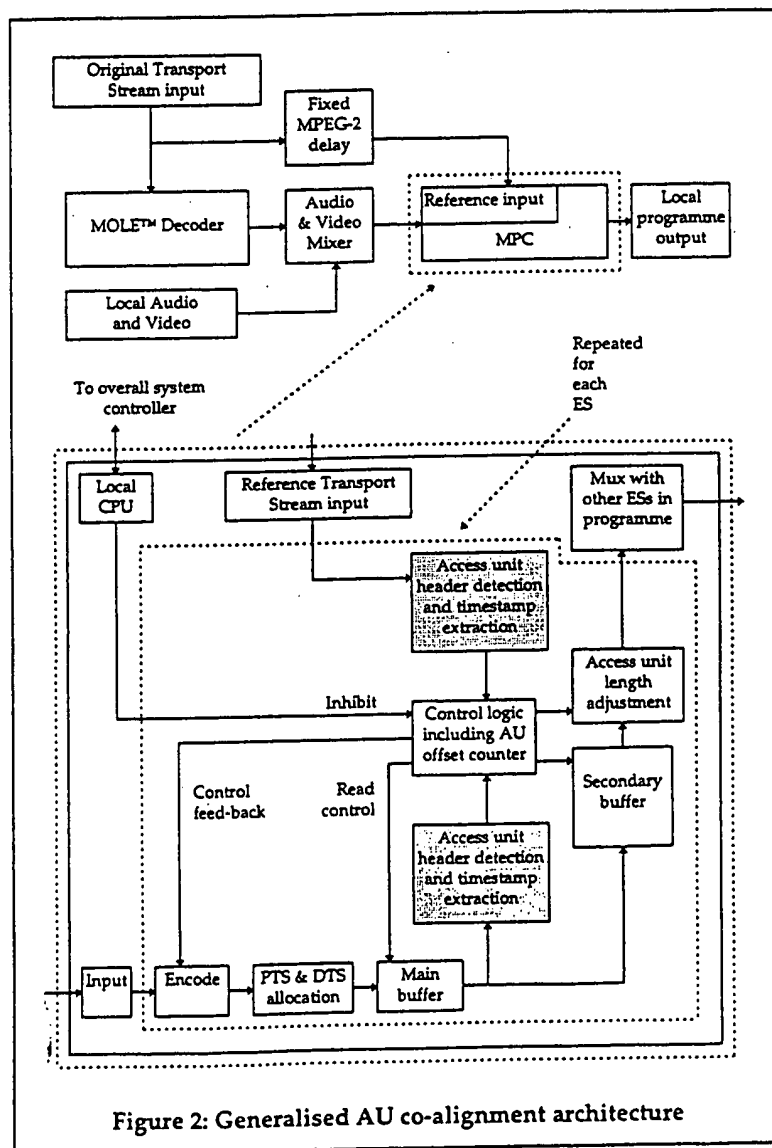 Original Transport
Stream input
Fixed
MPEG-2
delay
MOLE™ Decoder
Audio
& Video
Mixer
Reference input
MPC
Local
programme
output
Local Audio
and Video
Repeated
for
each
ES
To overall system
controller
Local
CPU
Reference Transport
Stream input
Mux with
other ESs in
programme
Access unit
header detection
and timestamp
extraction
Inhibit
Control logic
including AU
offset counter
Access unit
length
adjustment
Control
feed-back
Read
control
Secondary
buffer
Access unit
header detection
and timestamp
extraction
Input
Encode
PTS & DTS
allocation
Main
buffer
Figure 2: Generalised AU co-alignment architecture